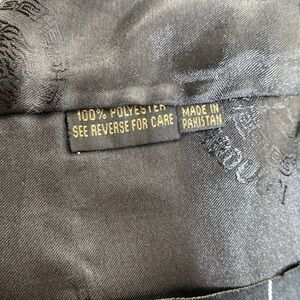 100% POLYESTER
SEE REVERSE FOR CARE
MADE IN
PAKISTAN